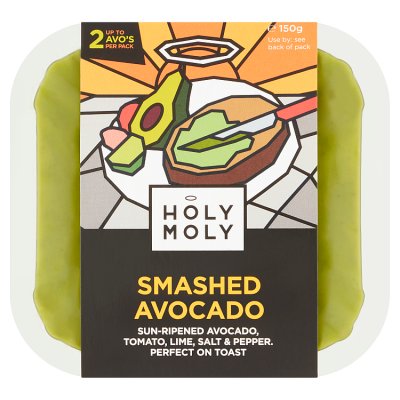 2 UP TO
AVO'S
PER PACK
e 150g
Use by: see
back of pack
HOLY
MOLY
SMASHED
AVOCADO
SUN-RIPENED AVOCADO,
TOMATO, LIME, SALT & PEPPER.
PERFECT ON TOAST